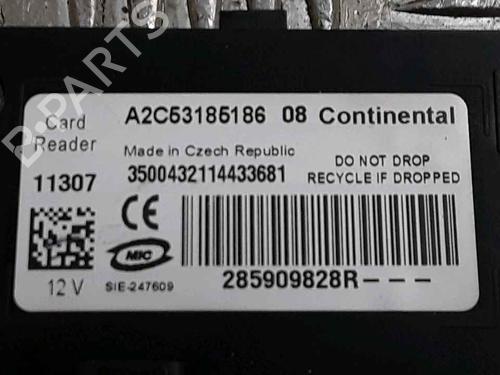 B-PARTS
Card Reader
A2C53185186 08 Continental
Made in Czech Republic
DO NOT DROP
RECYCLE IF DROPPED
11307
3500432114433681
CE
MIC
12 V
SIE-247609
285909828R---